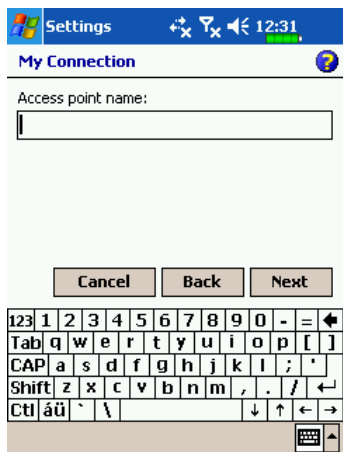 Settings 12:31
My Connection ?
Access point name:
Cancel Back Next
123 1 2 3 4 5 6 7 8 9 0 - = ←
Tab q w e r t y u i o p [ ]
CAP a s d f g h j k l ; '
Shift z x c v b n m , . / ↵
Ctl áü ` \ ↓ ↑ ← →